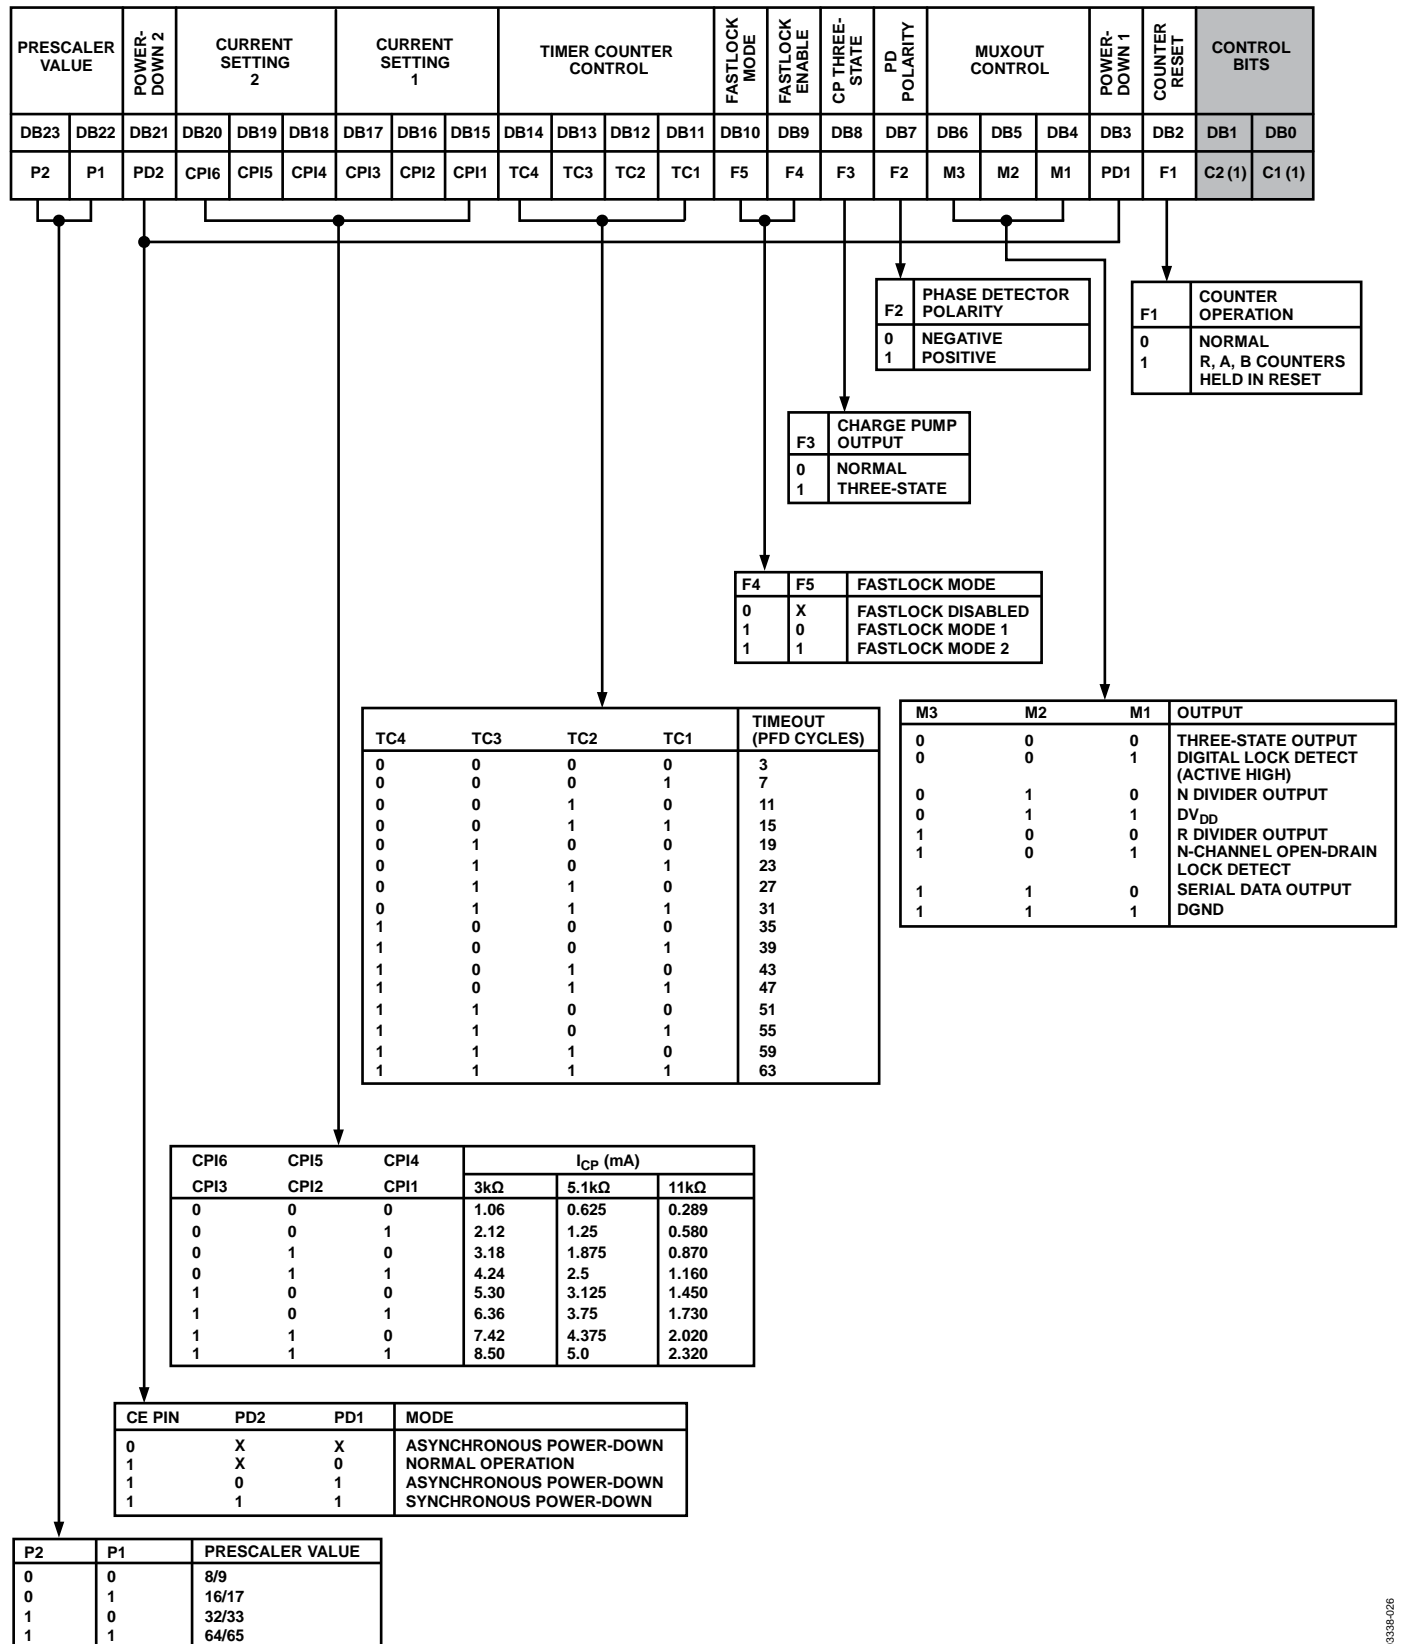 PRESCALER VALUE POWER-DOWN 2 CURRENT SETTING 2 CURRENT SETTING 1 TIMER COUNTER CONTROL FASTLOCK MODE FASTLOCK ENABLE CP THREE-STATE PD POLARITY MUXOUT CONTROL POWER-DOWN 1 COUNTER RESET CONTROL BITS
DB23 DB22 DB21 DB20 DB19 DB18 DB17 DB16 DB15 DB14 DB13 DB12 DB11 DB10 DB9 DB8 DB7 DB6 DB5 DB4 DB3 DB2 DB1 DB0
P2 P1 PD2 CPI6 CPI5 CPI4 CPI3 CPI2 CPI1 TC4 TC3 TC2 TC1 F5 F4 F3 F2 M3 M2 M1 PD1 F1 C2 (1) C1 (1)
F2 PHASE DETECTOR POLARITY
0 NEGATIVE
1 POSITIVE
F1 COUNTER OPERATION
0 NORMAL
1 R, A, B COUNTERS
HELD IN RESET
F3 CHARGE PUMP OUTPUT
0 NORMAL
1 THREE-STATE
F4 F5 FASTLOCK MODE
0 X FASTLOCK DISABLED
1 0 FASTLOCK MODE 1
1 1 FASTLOCK MODE 2
TC4 TC3 TC2 TC1 TIMEOUT (PFD CYCLES)
0 0 0 0 3
0 0 0 1 7
0 0 1 0 11
0 0 1 1 15
0 1 0 0 19
0 1 0 1 23
0 1 1 0 27
0 1 1 1 31
1 0 0 0 35
1 0 0 1 39
1 0 1 0 43
1 0 1 1 47
1 1 0 0 51
1 1 0 1 55
1 1 1 0 59
1 1 1 1 63
M3 M2 M1 OUTPUT
0 0 0 THREE-STATE OUTPUT
0 0 1 DIGITAL LOCK DETECT
(ACTIVE HIGH)
0 1 0 N DIVIDER OUTPUT
0 1 1 DVDD
1 0 0 R DIVIDER OUTPUT
1 0 1 N-CHANNEL OPEN-DRAIN
LOCK DETECT
1 1 0 SERIAL DATA OUTPUT
1 1 1 DGND
CPI6 CPI5 CPI4 ICP (mA)
CPI3 CPI2 CPI1 3kΩ 5.1kΩ 11kΩ
0 0 0 1.06 0.625 0.289
0 0 1 2.12 1.25 0.580
0 1 0 3.18 1.875 0.870
0 1 1 4.24 2.5 1.160
1 0 0 5.30 3.125 1.450
1 0 1 6.36 3.75 1.730
1 1 0 7.42 4.375 2.020
1 1 1 8.50 5.0 2.320
CE PIN PD2 PD1 MODE
0 X X ASYNCHRONOUS POWER-DOWN
1 X 0 NORMAL OPERATION
1 0 1 ASYNCHRONOUS POWER-DOWN
1 1 1 SYNCHRONOUS POWER-DOWN
P2 P1 PRESCALER VALUE
0 0 8/9
0 1 16/17
1 0 32/33
1 1 64/65